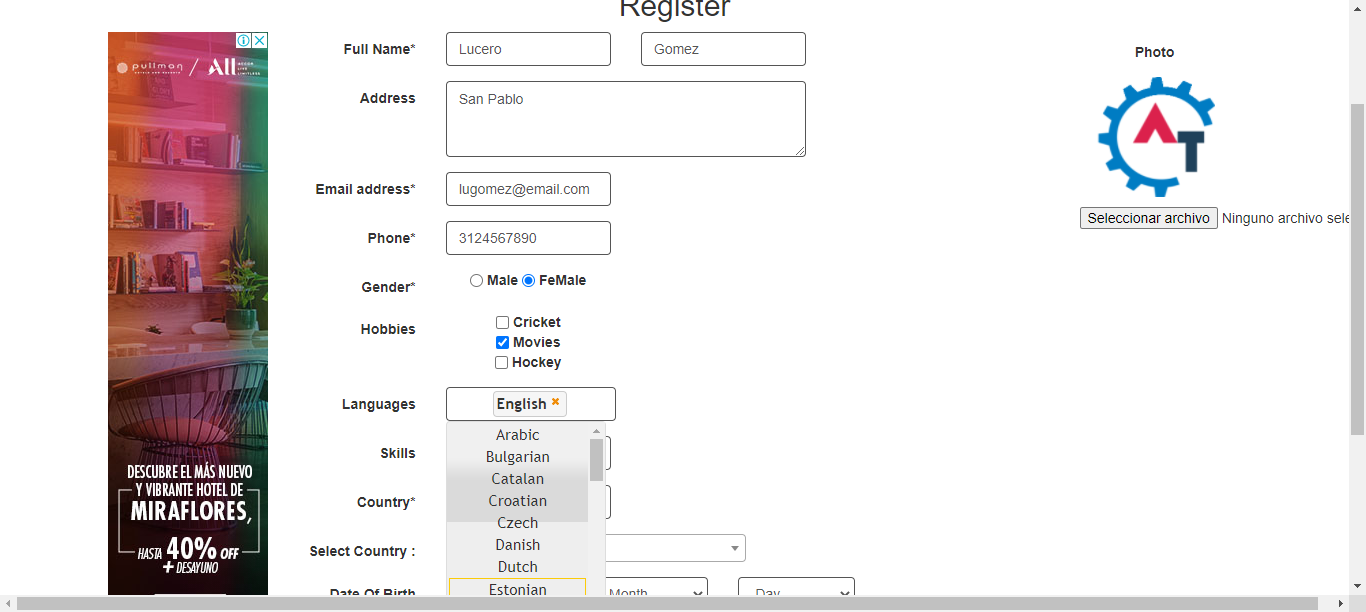 Register
Full Name* Lucero Gomez
Photo
Address San Pablo
Email address* lugomez@email.com
Seleccionar archivo Ninguno archivo sele
Phone* 3124567890
Gender* Male FeMale
Hobbies Cricket
Movies
Hockey
Languages English
Arabic
Bulgarian
Catalan
Croatian
Czech
Danish
Dutch
Estonian
Skills
Country*
Select Country :
Date Of Birth Month Day
pullman / ALL
DESCUBRE EL MÁS NUEVO
Y VIBRANTE HOTEL DE
MIRAFLORES,
HASTA 40% OFF
+ DESAYUNO
AT